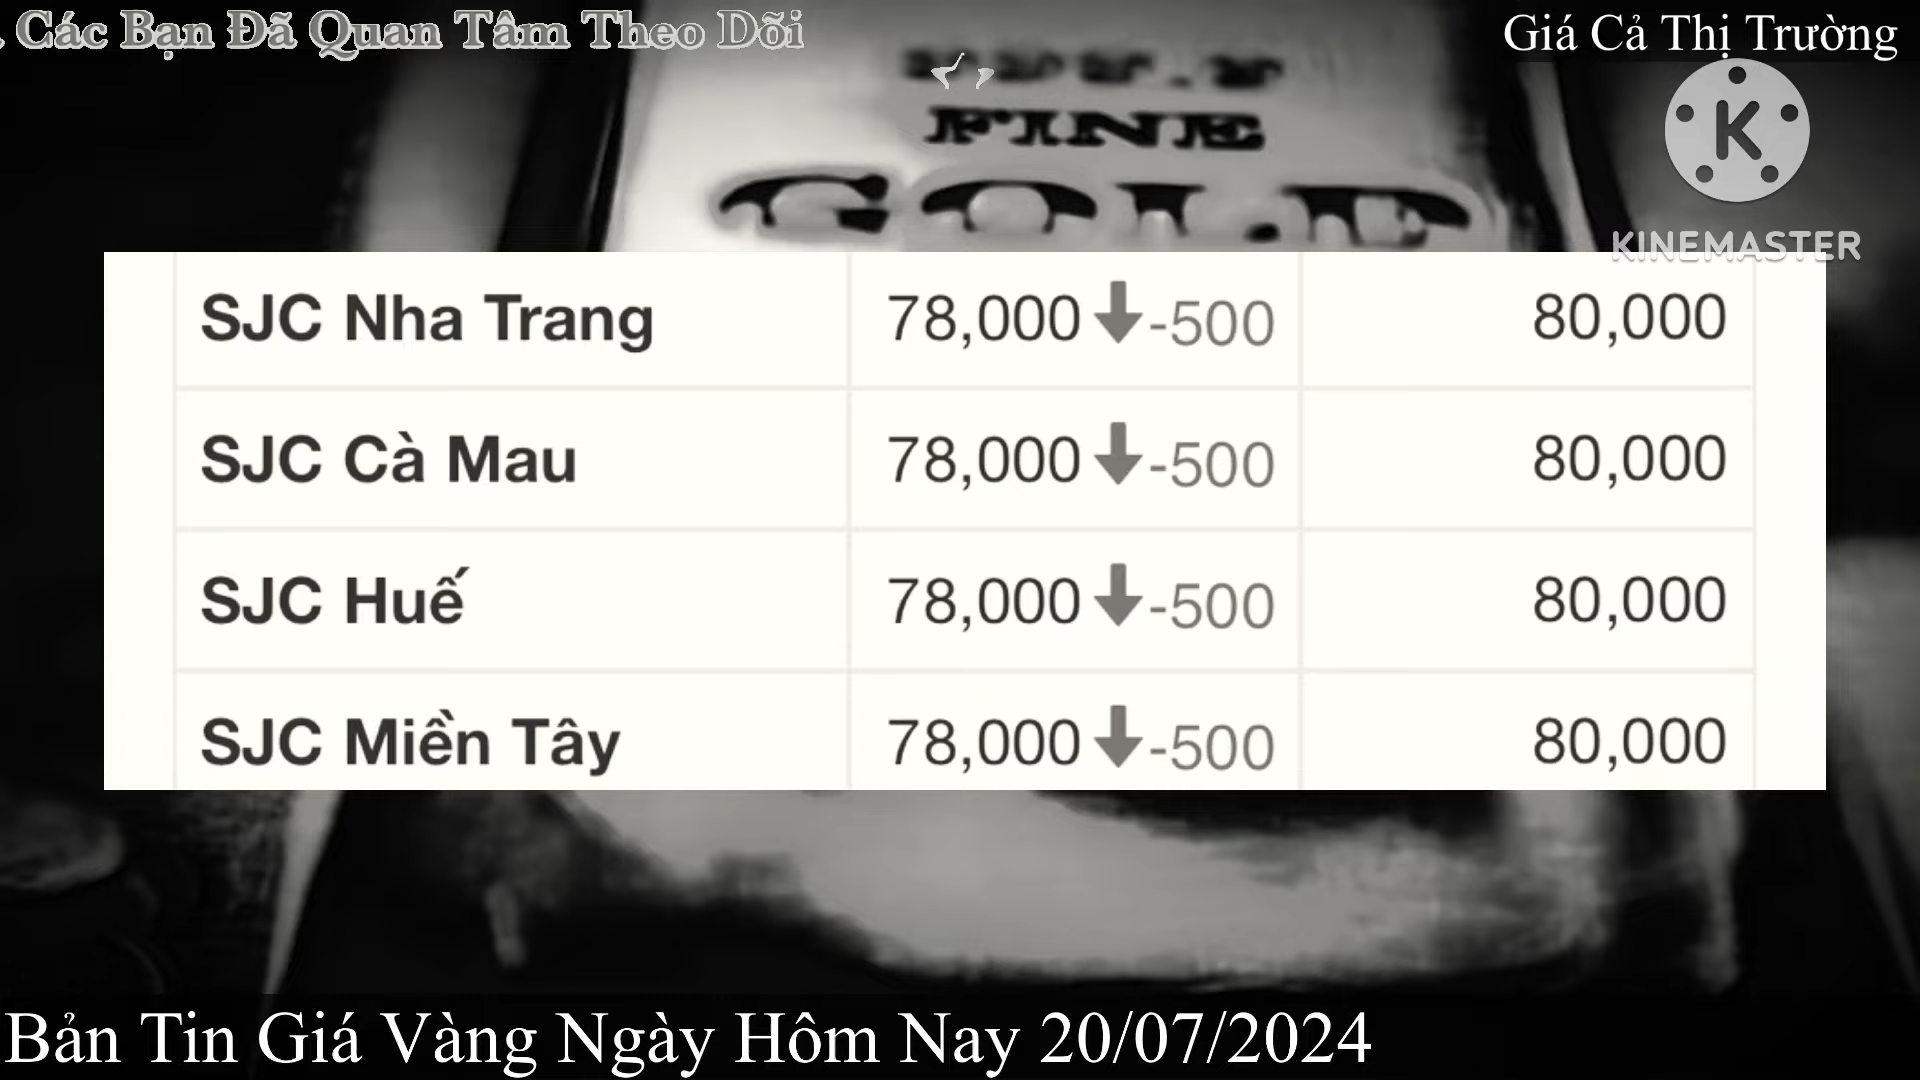 Các Bạn Đã Quan Tâm Theo Dõi
Giá Cả Thị Trường
FINE
GOLD
K
KINEMASTER
SJC Nha Trang 78,000 -500 80,000
SJC Cà Mau 78,000 -500 80,000
SJC Huế 78,000 -500 80,000
SJC Miền Tây 78,000 -500 80,000
Bản Tin Giá Vàng Ngày Hôm Nay 20/07/2024